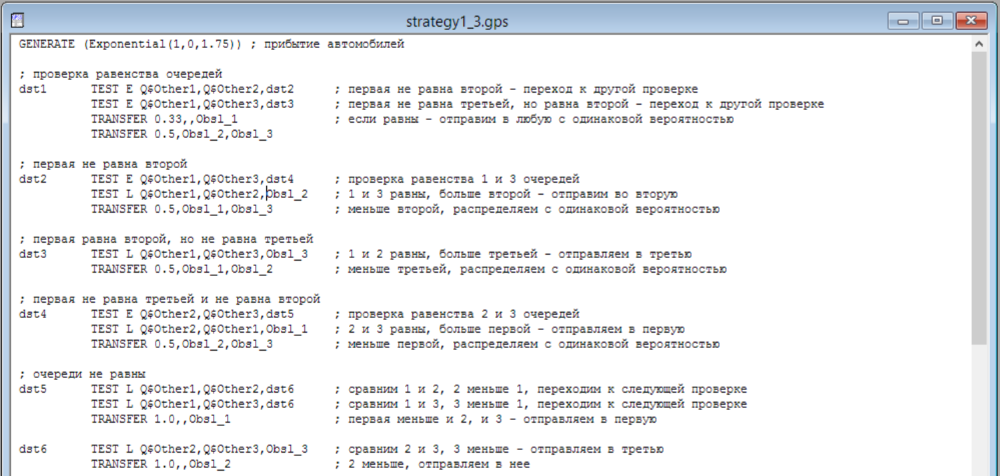 strategy1_3.gps
GENERATE (Exponential(1,0,1.75)) ; прибытие автомобилей
; проверка равенства очередей
dst1 TEST E Q$Other1,Q$Other2,dst2 ; первая не равна второй - переход к другой проверке
TEST E Q$Other1,Q$Other3,dst3 ; первая не равна третьей, но равна второй - переход к другой проверке
TRANSFER 0.33,,Obsl_1 ; если равны - отправим в любую с одинаковой вероятностью
TRANSFER 0.5,Obsl_2,Obsl_3
; первая не равна второй
dst2 TEST E Q$Other1,Q$Other3,dst4 ; проверка равенства 1 и 3 очередей
TEST L Q$Other1,Q$Other2,Obsl_2 ; 1 и 3 равны, больше второй - отправим во вторую
TRANSFER 0.5,Obsl_1,Obsl_3 ; меньше второй, распределяем с одинаковой вероятностью
; первая равна второй, но не равна третьей
dst3 TEST L Q$Other1,Q$Other3,Obsl_3 ; 1 и 2 равны, больше третьей - отправляем в третью
TRANSFER 0.5,Obsl_1,Obsl_2 ; меньше третьей, распределяем с одинаковой вероятностью
; первая не равна третьей и не равна второй
dst4 TEST E Q$Other2,Q$Other3,dst5 ; проверка равенства 2 и 3 очередей
TEST L Q$Other2,Q$Other1,Obsl_1 ; 2 и 3 равны, больше первой - отправляем в первую
TRANSFER 0.5,Obsl_2,Obsl_3 ; меньше первой, распределяем с одинаковой вероятностью
; очереди не равны
dst5 TEST L Q$Other1,Q$Other2,dst6 ; сравним 1 и 2, 2 меньше 1, переходим к следующей проверке
TEST L Q$Other1,Q$Other3,dst6 ; сравним 1 и 3, 3 меньше 1, переходим к следующей проверке
TRANSFER 1.0,,Obsl_1 ; первая меньше и 2, и 3 - отправляем в первую
dst6 TEST L Q$Other2,Q$Other3,Obsl_3 ; сравним 2 и 3, 3 меньше - отправляем в третью
TRANSFER 1.0,,Obsl_2 ; 2 меньше, отправляем в нее